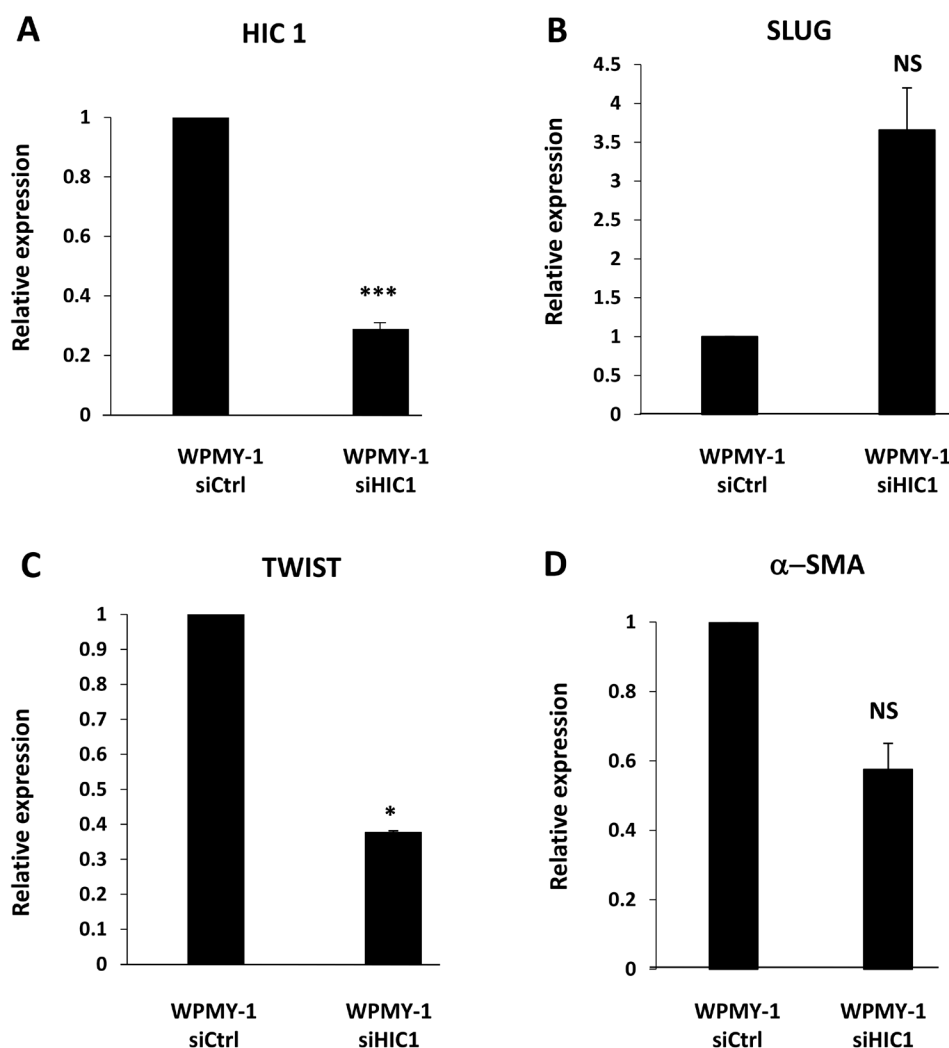 A
HIC 1
Relative expression
1
0.8
0.6
0.4
0.2
0
***
WPMY-1
siCtrl
WPMY-1
siHIC1
B
SLUG
Relative expression
4.5
4
3.5
3
2.5
2
1.5
1
0.5
0
NS
WPMY-1
siCtrl
WPMY-1
siHIC1
C
TWIST
Relative expression
1
0.9
0.8
0.7
0.6
0.5
0.4
0.3
0.2
0.1
0
*
WPMY-1
siCtrl
WPMY-1
siHIC1
D
α–SMA
Relative expression
1
0.8
0.6
0.4
0.2
0
NS
WPMY-1
siCtrl
WPMY-1
siHIC1